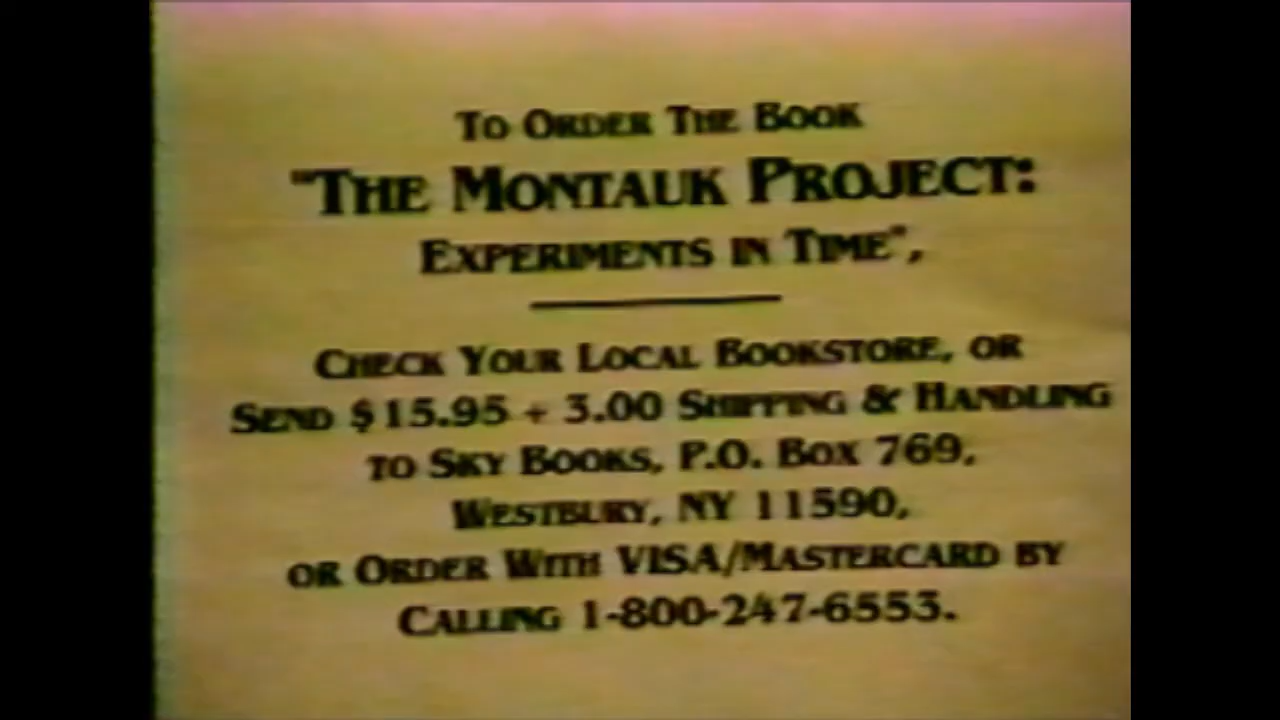 To Order The Book
"The Montauk Project:
Experiments in Time",
Check Your Local Bookstore, or
Send $15.95 + 3.00 Shipping & Handling
to Sky Books, P.O. Box 769,
Westbury, NY 11590,
or Order With VISA/Mastercard by
Calling 1-800-247-6553.